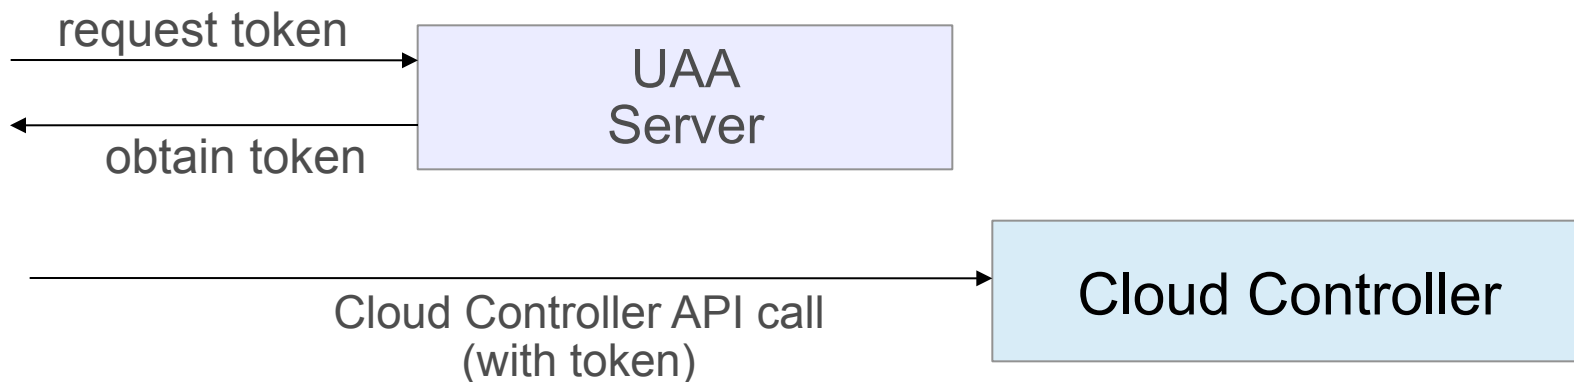 request token
UAA
Server
obtain token
Cloud Controller
Cloud Controller API call
(with token)